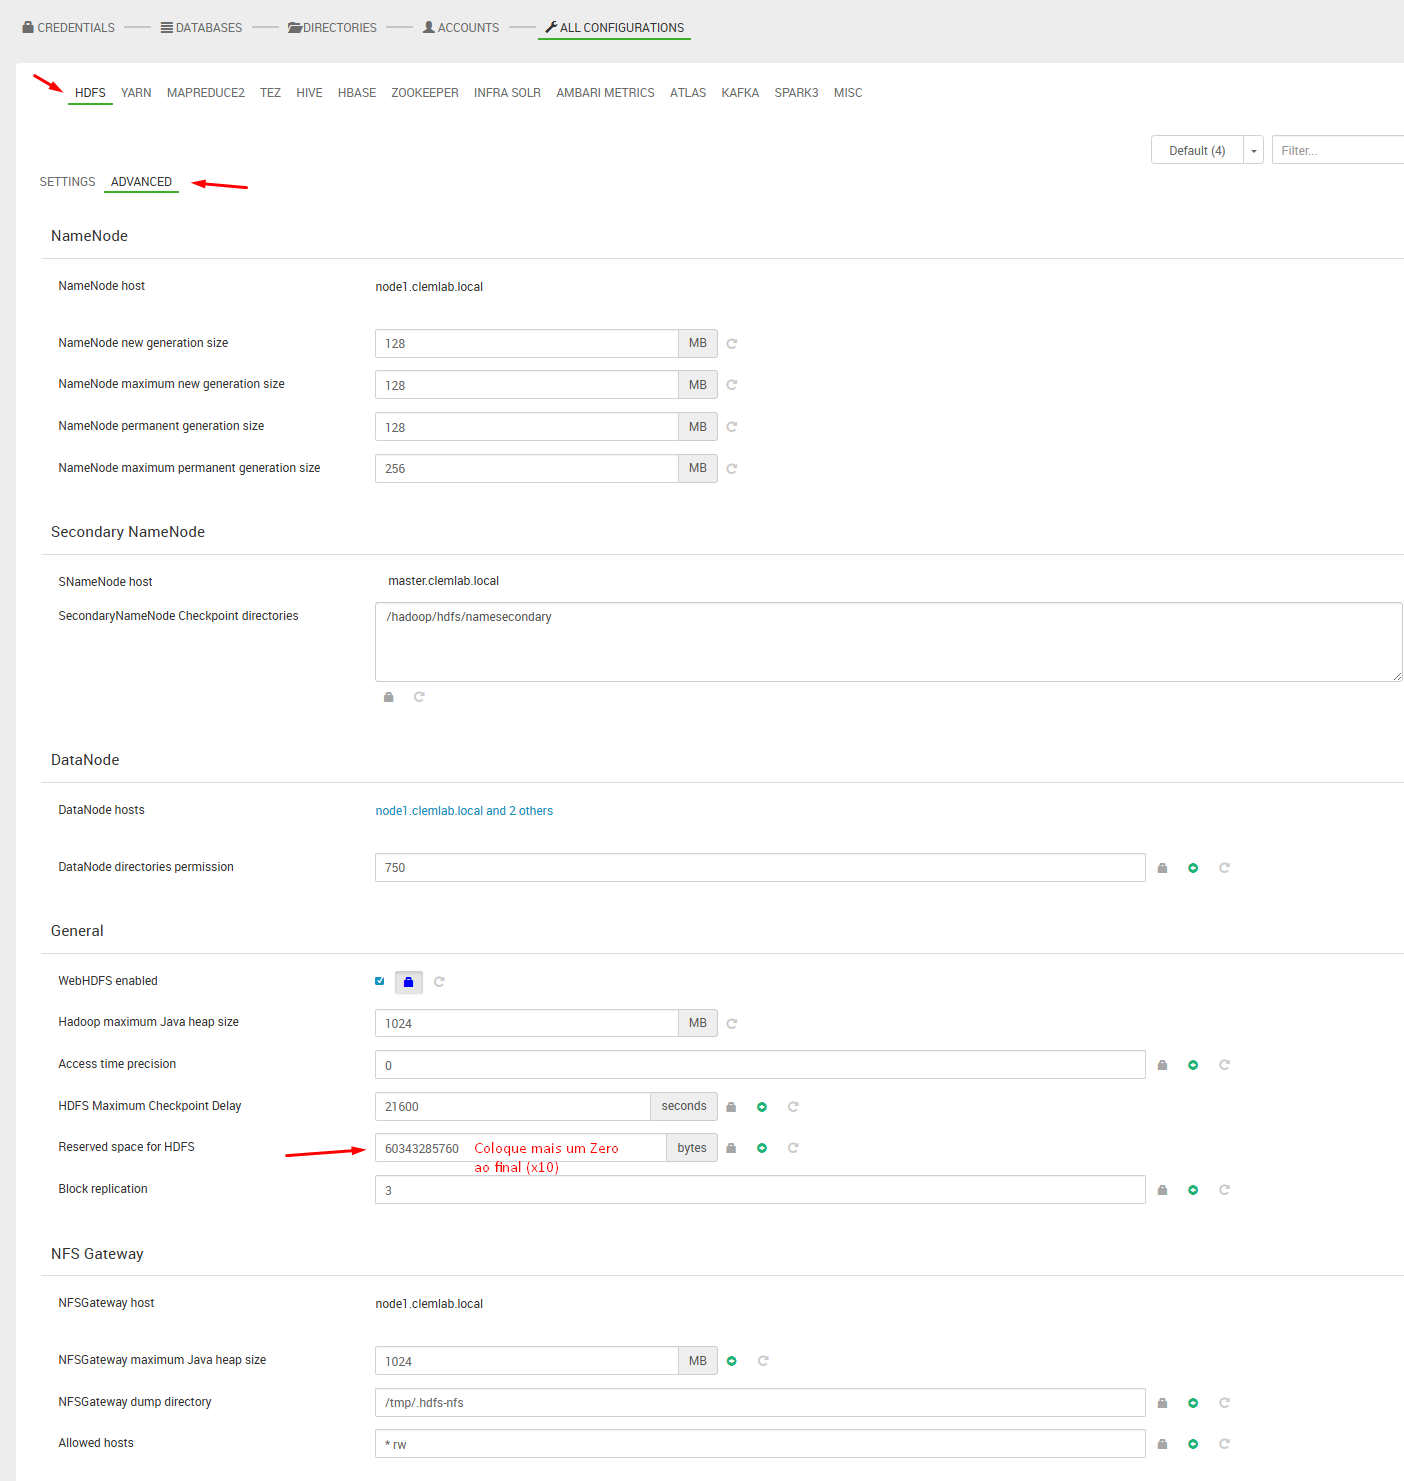 CREDENTIALS DATABASES DIRECTORIES ACCOUNTS ALL CONFIGURATIONS
HDFS YARN MAPREDUCE2 TEZ HIVE HBASE ZOOKEEPER INFRA SOLR AMBARI METRICS ATLAS KAFKA SPARK3 MISC
Default (4) Filter...
SETTINGS ADVANCED
NameNode
NameNode host node1.clemlab.local
NameNode new generation size 128 MB
NameNode maximum new generation size 128 MB
NameNode permanent generation size 128 MB
NameNode maximum permanent generation size 256 MB
Secondary NameNode
SNameNode host master.clemlab.local
SecondaryNameNode Checkpoint directories /hadoop/hdfs/namesecondary
DataNode
DataNode hosts node1.clemlab.local and 2 others
DataNode directories permission 750
General
WebHDFS enabled
Hadoop maximum Java heap size 1024 MB
Access time precision 0
HDFS Maximum Checkpoint Delay 21600 seconds
Reserved space for HDFS 60343285760 Coloque mais um Zero bytes
ao final (x10)
Block replication 3
NFS Gateway
NFSGateway host node1.clemlab.local
NFSGateway maximum Java heap size 1024 MB
NFSGateway dump directory /tmp/.hdfs-nfs
Allowed hosts * rw